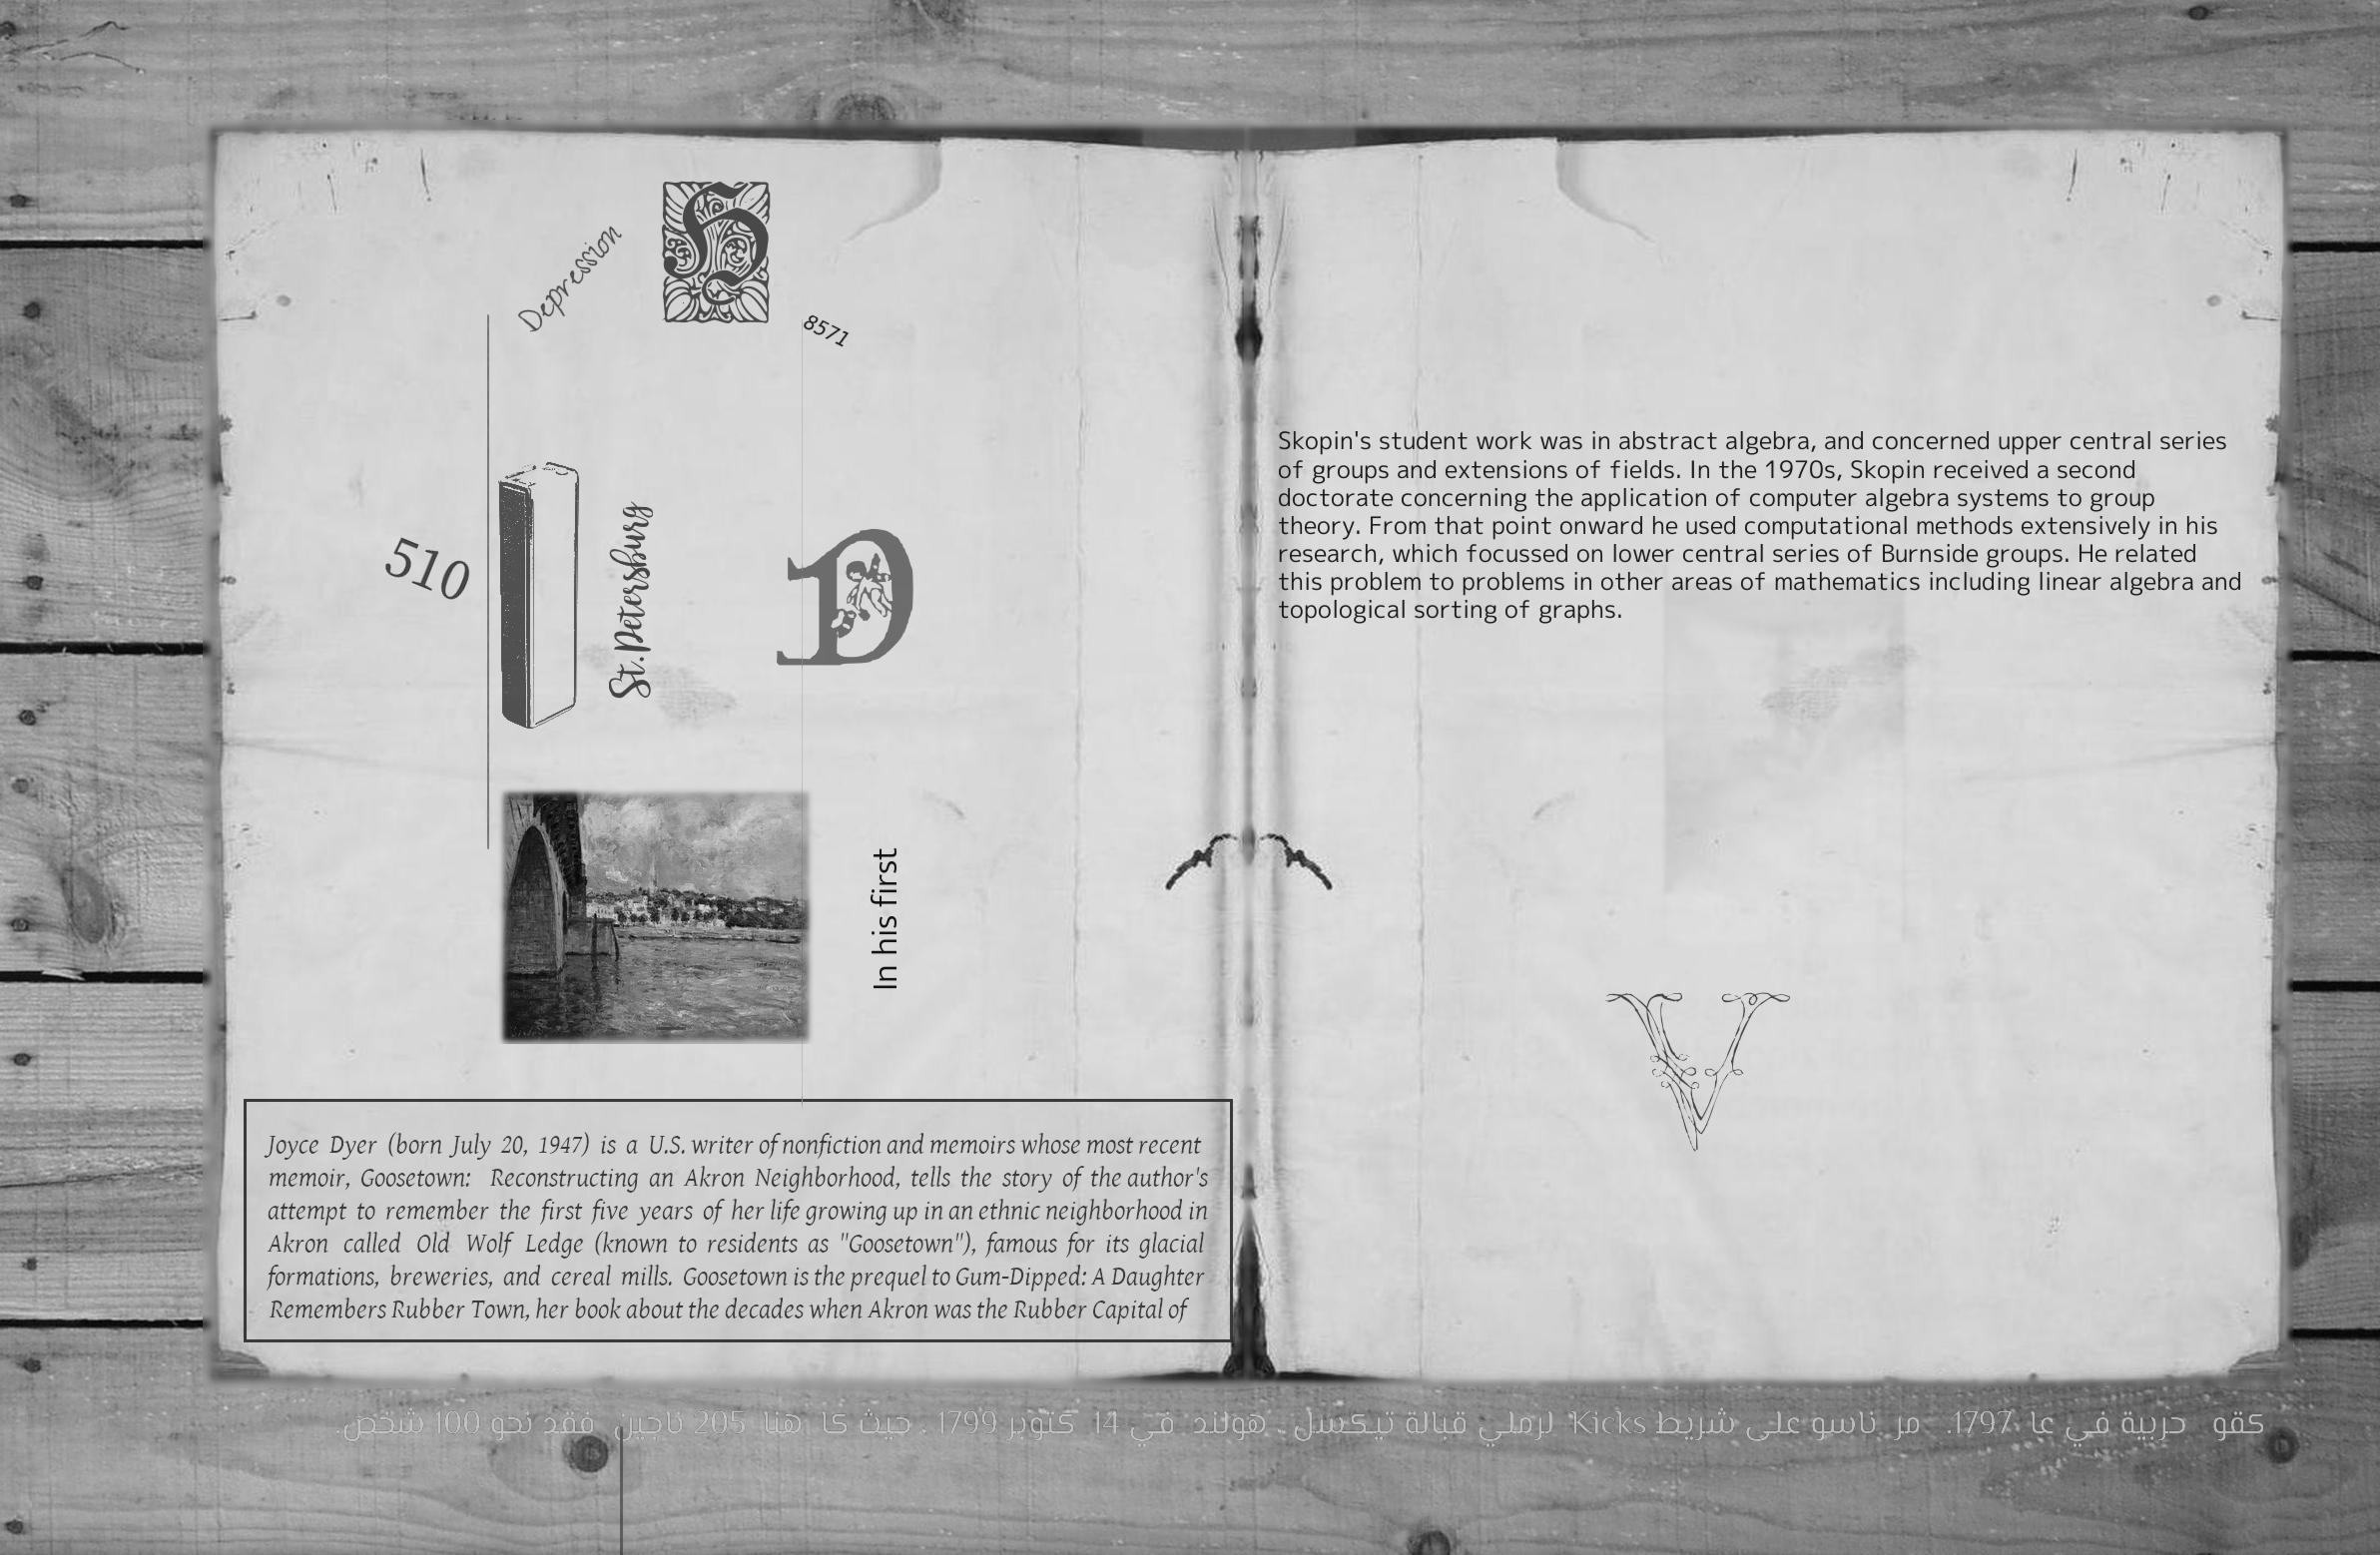 H
Depression
8571
510
St.Petersburg
D
In his first
Joyce Dyer (born July 20, 1947) is a U.S. writer of nonfiction and memoirs whose most recent
memoir, Goosetown: Reconstructing an Akron Neighborhood, tells the story of the author's
attempt to remember the first five years of her life growing up in an ethnic neighborhood in
Akron called Old Wolf Ledge (known to residents as "Goosetown"), famous for its glacial
formations, breweries, and cereal mills. Goosetown is the prequel to Gum-Dipped: A Daughter
Remembers Rubber Town, her book about the decades when Akron was the Rubber Capital of
Skopin's student work was in abstract algebra, and concerned upper central series
of groups and extensions of fields. In the 1970s, Skopin received a second
doctorate concerning the application of computer algebra systems to group
theory. From that point onward he used computational methods extensively in his
research, which focussed on lower central series of Burnside groups. He related
this problem to problems in other areas of mathematics including linear algebra and
topological sorting of graphs.
V
كقو حربية في عا 1797. مر ناسو على شريط Kicks لرملي قبالة تيكسل ، هولند في 14 كتوبر 1799 ، حيث كا هنا 205 ناجين فقد نحو 100 شخص.